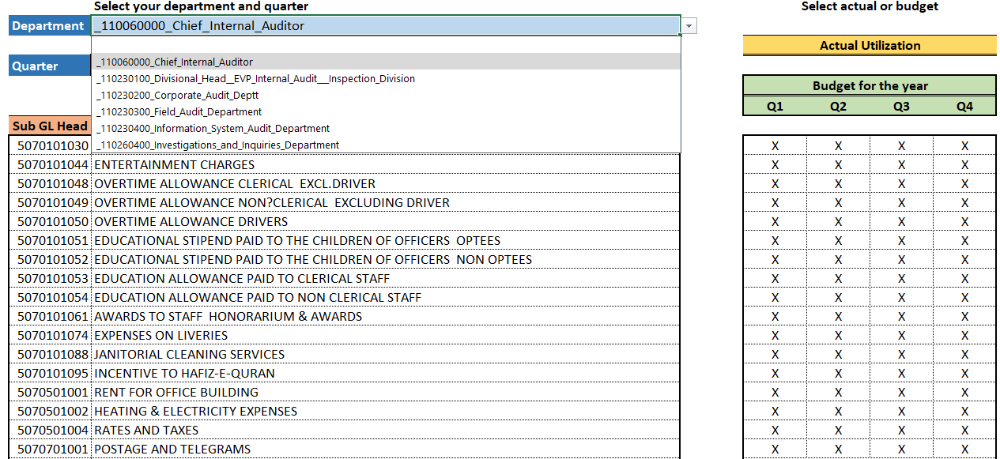 Select your department and quarter
Select actual or budget
Department _110060000_Chief_Internal_Auditor
Actual Utilization
_110060000_Chief_Internal_Auditor
Quarter
_110230100_Divisional_Head__EVP_Internal_Audit___Inspection_Division
Budget for the year
_110230200_Corporate_Audit_Deptt
Q1 Q2 Q3 Q4
_110230300_Field_Audit_Department
Sub GL Head
_110230400_Information_System_Audit_Department
5070101030 _110260400_Investigations_and_Inquiries_Department X X X X
5070101044 ENTERTAINMENT CHARGES X X X X
5070101048 OVERTIME ALLOWANCE CLERICAL  EXCL.DRIVER X X X X
5070101049 OVERTIME ALLOWANCE NON?CLERICAL  EXCLUDING DRIVER X X X X
5070101050 OVERTIME ALLOWANCE DRIVERS X X X X
5070101051 EDUCATIONAL STIPEND PAID TO THE CHILDREN OF OFFICERS  OPTEES X X X X
5070101052 EDUCATIONAL STIPEND PAID TO THE CHILDREN OF OFFICERS  NON OPTEES X X X X
5070101053 EDUCATION ALLOWANCE PAID TO CLERICAL STAFF X X X X
5070101054 EDUCATION ALLOWANCE PAID TO NON CLERICAL STAFF X X X X
5070101061 AWARDS TO STAFF  HONORARIUM & AWARDS X X X X
5070101074 EXPENSES ON LIVERIES X X X X
5070101088 JANITORIAL CLEANING SERVICES X X X X
5070101095 INCENTIVE TO HAFIZ-E-QURAN X X X X
5070501001 RENT FOR OFFICE BUILDING X X X X
5070501002 HEATING & ELECTRICITY EXPENSES X X X X
5070501004 RATES AND TAXES X X X X
5070701001 POSTAGE AND TELEGRAMS X X X X